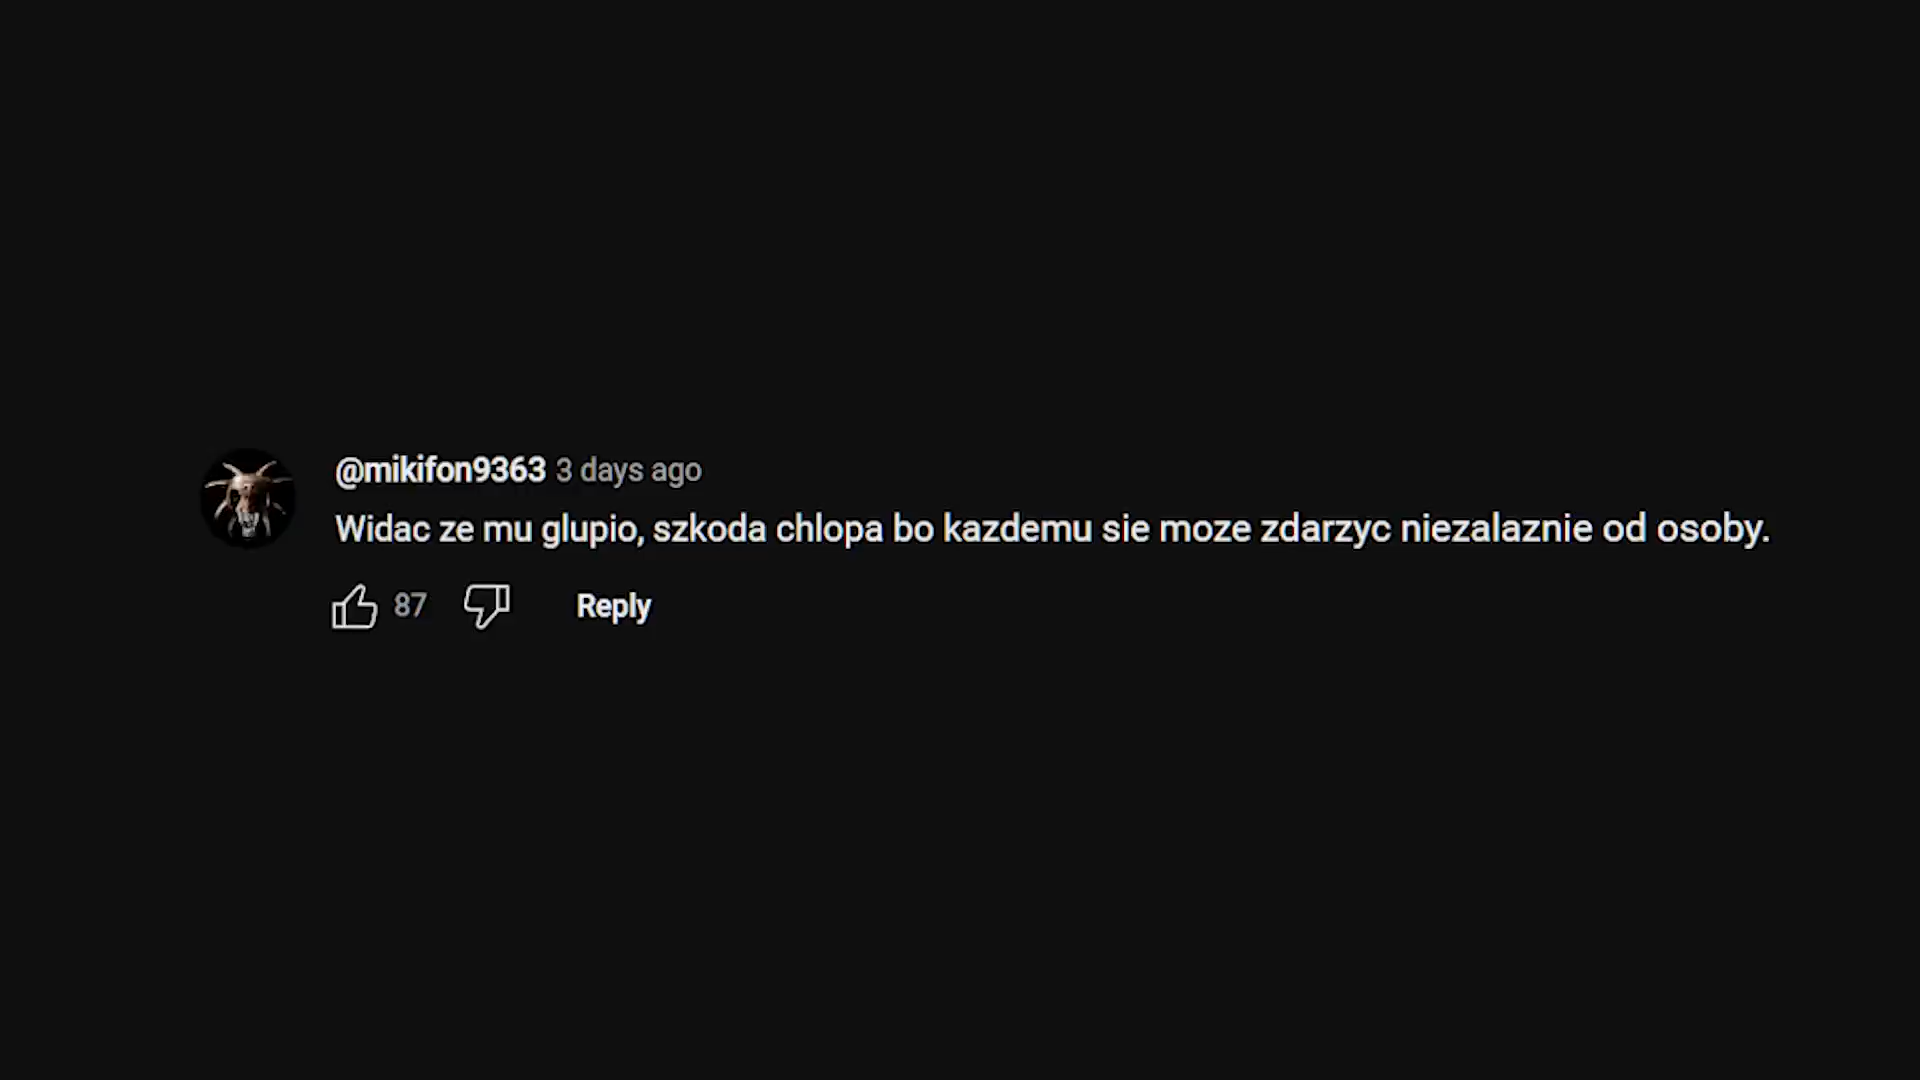 @mikifon9363 3 days ago
Widac ze mu glupio, szkoda chlopa bo kazdemu sie moze zdarzyc niezalaznie od osoby.
87 Reply